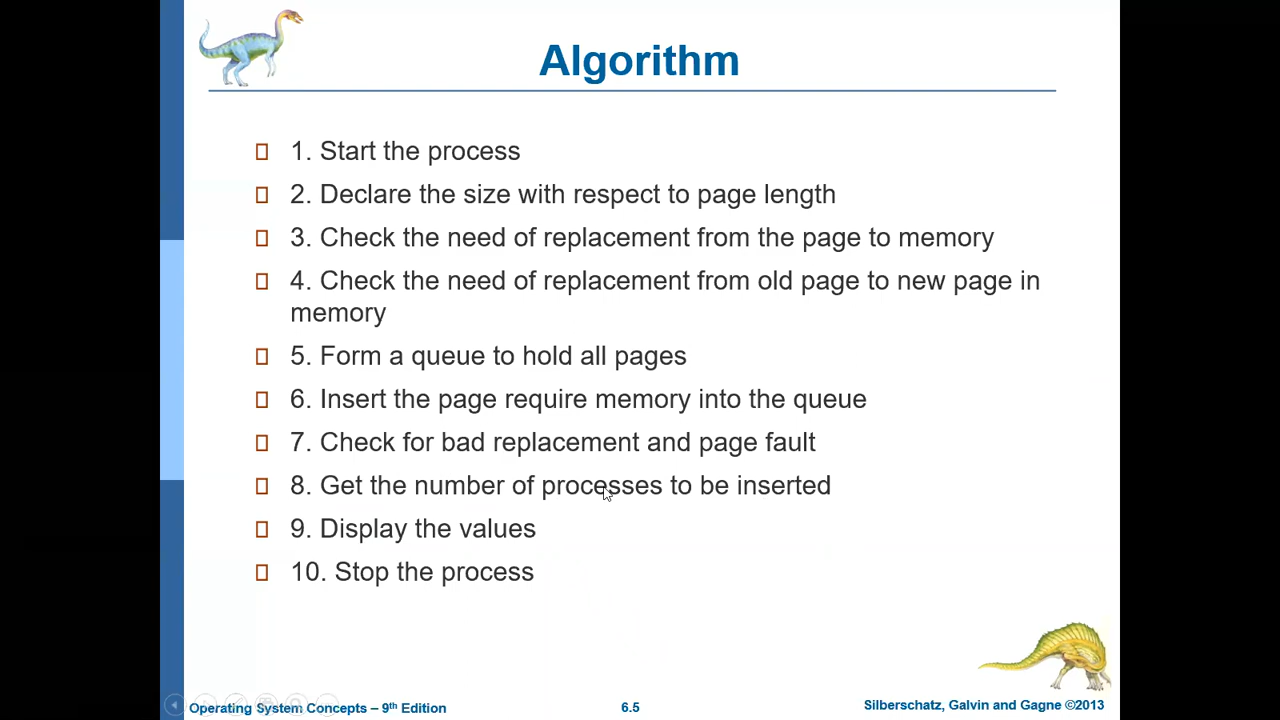 Algorithm
1. Start the process
2. Declare the size with respect to page length
3. Check the need of replacement from the page to memory
4. Check the need of replacement from old page to new page in
memory
5. Form a queue to hold all pages
6. Insert the page require memory into the queue
7. Check for bad replacement and page fault
8. Get the number of processes to be inserted
9. Display the values
10. Stop the process
Operating System Concepts – 9th Edition
6.5
Silberschatz, Galvin and Gagne ©2013